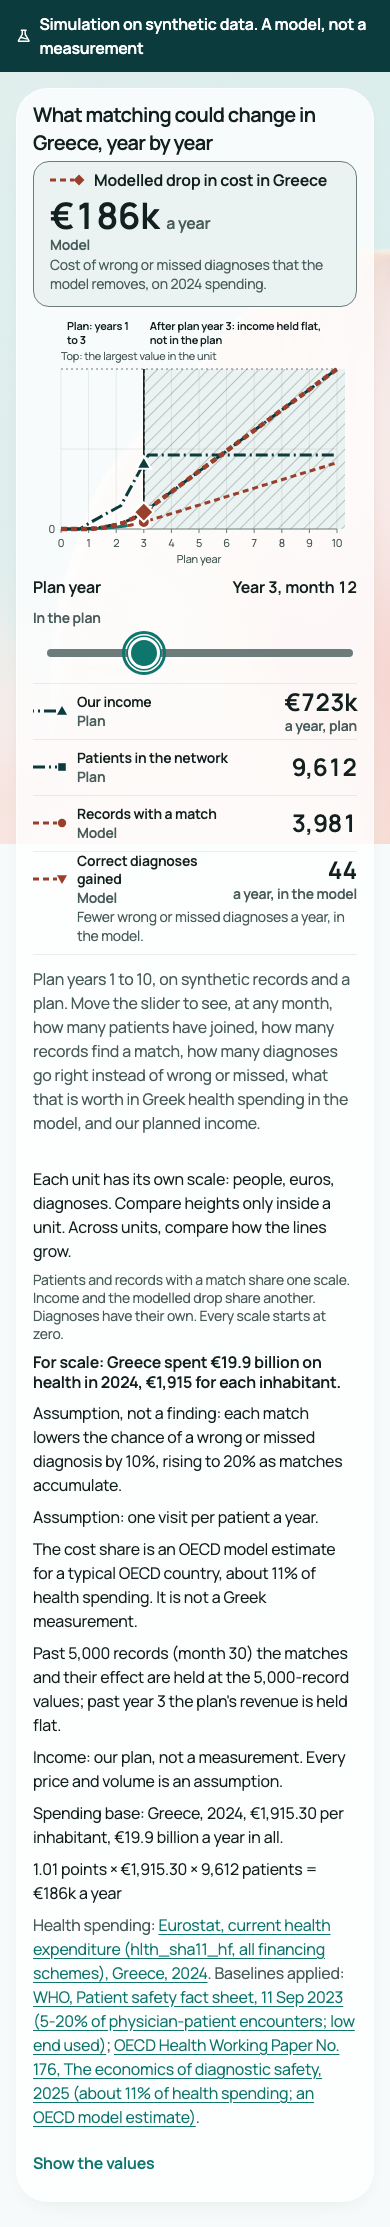 Simulation on synthetic data. A model, not a
measurement
What matching could change in
Greece, year by year
Modelled drop in cost in Greece
€186k a year
Model
Cost of wrong or missed diagnoses that the
model removes, on 2024 spending.
Plan: years 1
to 3
After plan year 3: income held flat,
not in the plan
Top: the largest value in the unit
0
0 1 2 3 4 5 6 7 8 9 10
Plan year
Plan year
Year 3, month 12
In the plan
Our income
Plan
€723k
a year, plan
Patients in the network
Plan
9,612
Records with a match
Model
3,981
Correct diagnoses
gained
Model
44
a year, in the model
Fewer wrong or missed diagnoses a year, in
the model.
Plan years 1 to 10, on synthetic records and a
plan. Move the slider to see, at any month,
how many patients have joined, how many
records find a match, how many diagnoses
go right instead of wrong or missed, what
that is worth in Greek health spending in the
model, and our planned income.
Each unit has its own scale: people, euros,
diagnoses. Compare heights only inside a
unit. Across units, compare how the lines
grow.
Patients and records with a match share one scale.
Income and the modelled drop share another.
Diagnoses have their own. Every scale starts at
zero.
For scale: Greece spent €19.9 billion on
health in 2024, €1,915 for each inhabitant.
Assumption, not a finding: each match
lowers the chance of a wrong or missed
diagnosis by 10%, rising to 20% as matches
accumulate.
Assumption: one visit per patient a year.
The cost share is an OECD model estimate
for a typical OECD country, about 11% of
health spending. It is not a Greek
measurement.
Past 5,000 records (month 30) the matches
and their effect are held at the 5,000-record
values; past year 3 the plan's revenue is held
flat.
Income: our plan, not a measurement. Every
price and volume is an assumption.
Spending base: Greece, 2024, €1,915.30 per
inhabitant, €19.9 billion a year in all.
1.01 points × €1,915.30 × 9,612 patients =
€186k a year
Health spending: Eurostat, current health
expenditure (hlth_sha11_hf, all financing
schemes), Greece, 2024. Baselines applied:
WHO, Patient safety fact sheet, 11 Sep 2023
(5-20% of physician-patient encounters; low
end used); OECD Health Working Paper No.
176, The economics of diagnostic safety,
2025 (about 11% of health spending; an
OECD model estimate).
Show the values